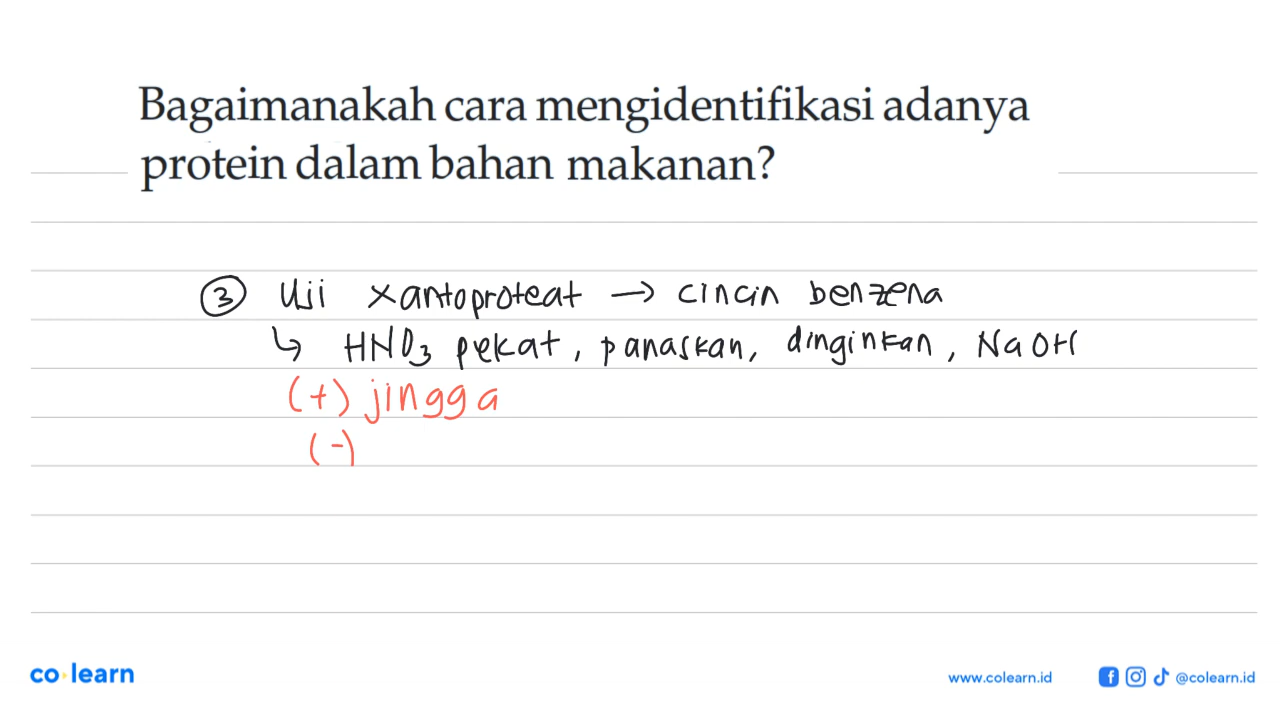 Bagaimanakah cara mengidentifikasi adanya
protein dalam bahan makanan?
③ Uji xantoproteat → cincin benzena
↳ HNO3 pekat, panaskan, dinginkan, NaOH
(+) jingga
(-)
co learn
www.colearn.id @colearn.id